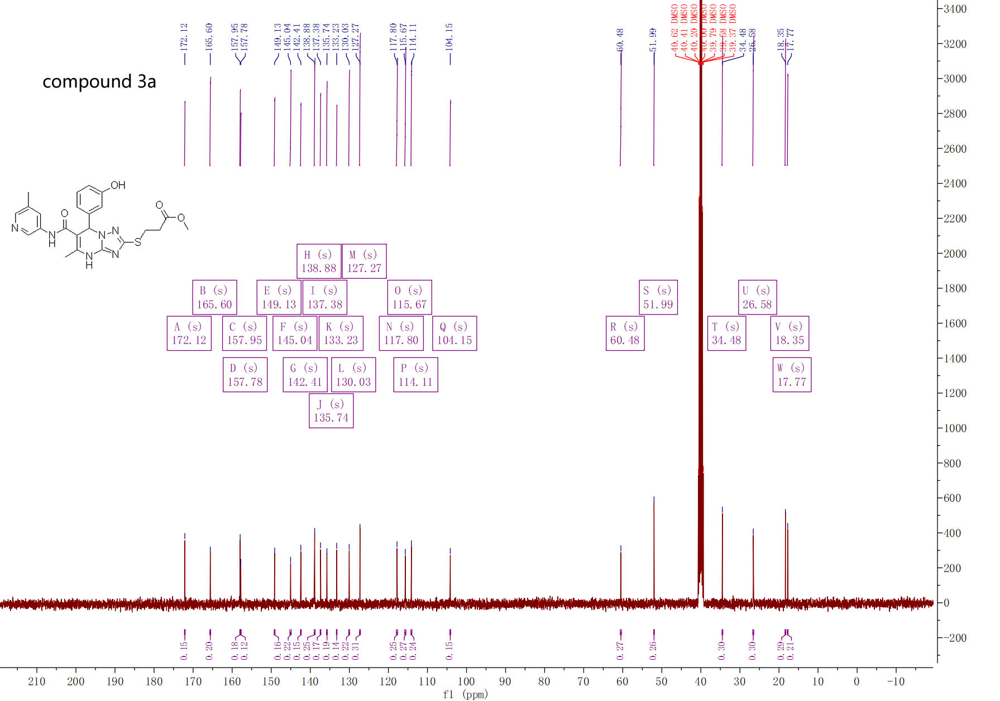 172.12
165.60
157.95
157.78
149.13
145.04
142.41
138.88
137.38
135.74
133.23
130.03
127.27
117.80
115.67
114.11
104.15
60.48
51.99
40.62 DMSO
40.41 DMSO
40.20 DMSO
40.00 DMSO
39.79 DMSO
39.58 DMSO
39.37 DMSO
34.48
26.58
18.35
17.77
compound 3a
OH
O
O
O
N
N
H
N
N
N
N
H
S
H (s)
138.88
M (s)
127.27
B (s)
165.60
E (s)
149.13
I (s)
137.38
O (s)
115.67
S (s)
51.99
U (s)
26.58
A (s)
172.12
C (s)
157.95
F (s)
145.04
K (s)
133.23
N (s)
117.80
Q (s)
104.15
R (s)
60.48
T (s)
34.48
V (s)
18.35
D (s)
157.78
G (s)
142.41
L (s)
130.03
P (s)
114.11
W (s)
17.77
J (s)
135.74
3400
3200
3000
2800
2600
2400
2200
2000
1800
1600
1400
1200
1000
800
600
400
200
0
-200
0.15
0.20
0.18
0.12
0.16
0.22
0.15
0.25
0.17
0.19
0.14
0.22
0.31
0.25
0.27
0.24
0.15
0.27
0.26
0.30
0.30
0.29
0.21
210 200 190 180 170 160 150 140 130 120 110 100 90 80 70 60 50 40 30 20 10 0 -10
f1 (ppm)